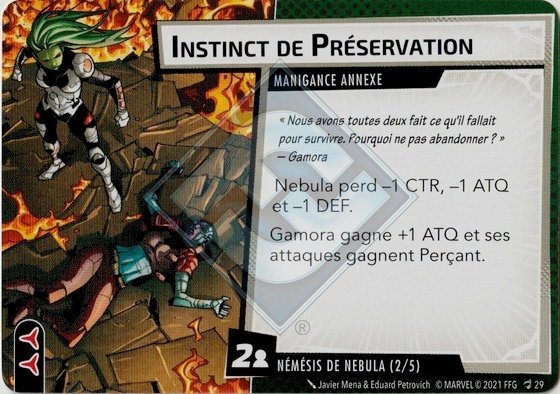 INSTINCT DE PRÉSERVATION
MANIGANCE ANNEXE
« Nous avons toutes deux fait ce qu'il fallait
pour survivre. Pourquoi ne pas abandonner ? »
— Gamora
Nebula perd –1 CTR, –1 ATQ
et –1 DEF.
Gamora gagne +1 ATQ et ses
attaques gagnent Perçant.
2
NÉMÉSIS DE NEBULA (2/5)
Javier Mena & Eduard Petrovich © MARVEL © 2021 FFG 29